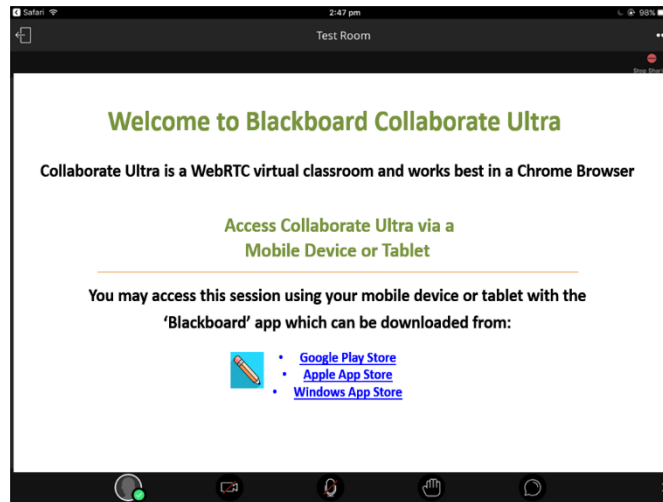 Safari 2:47 pm 98%
Test Room
Stop Shar
Welcome to Blackboard Collaborate Ultra
Collaborate Ultra is a WebRTC virtual classroom and works best in a Chrome Browser
Access Collaborate Ultra via a
Mobile Device or Tablet
You may access this session using your mobile device or tablet with the
‘Blackboard’ app which can be downloaded from:
• Google Play Store
• Apple App Store
• Windows App Store